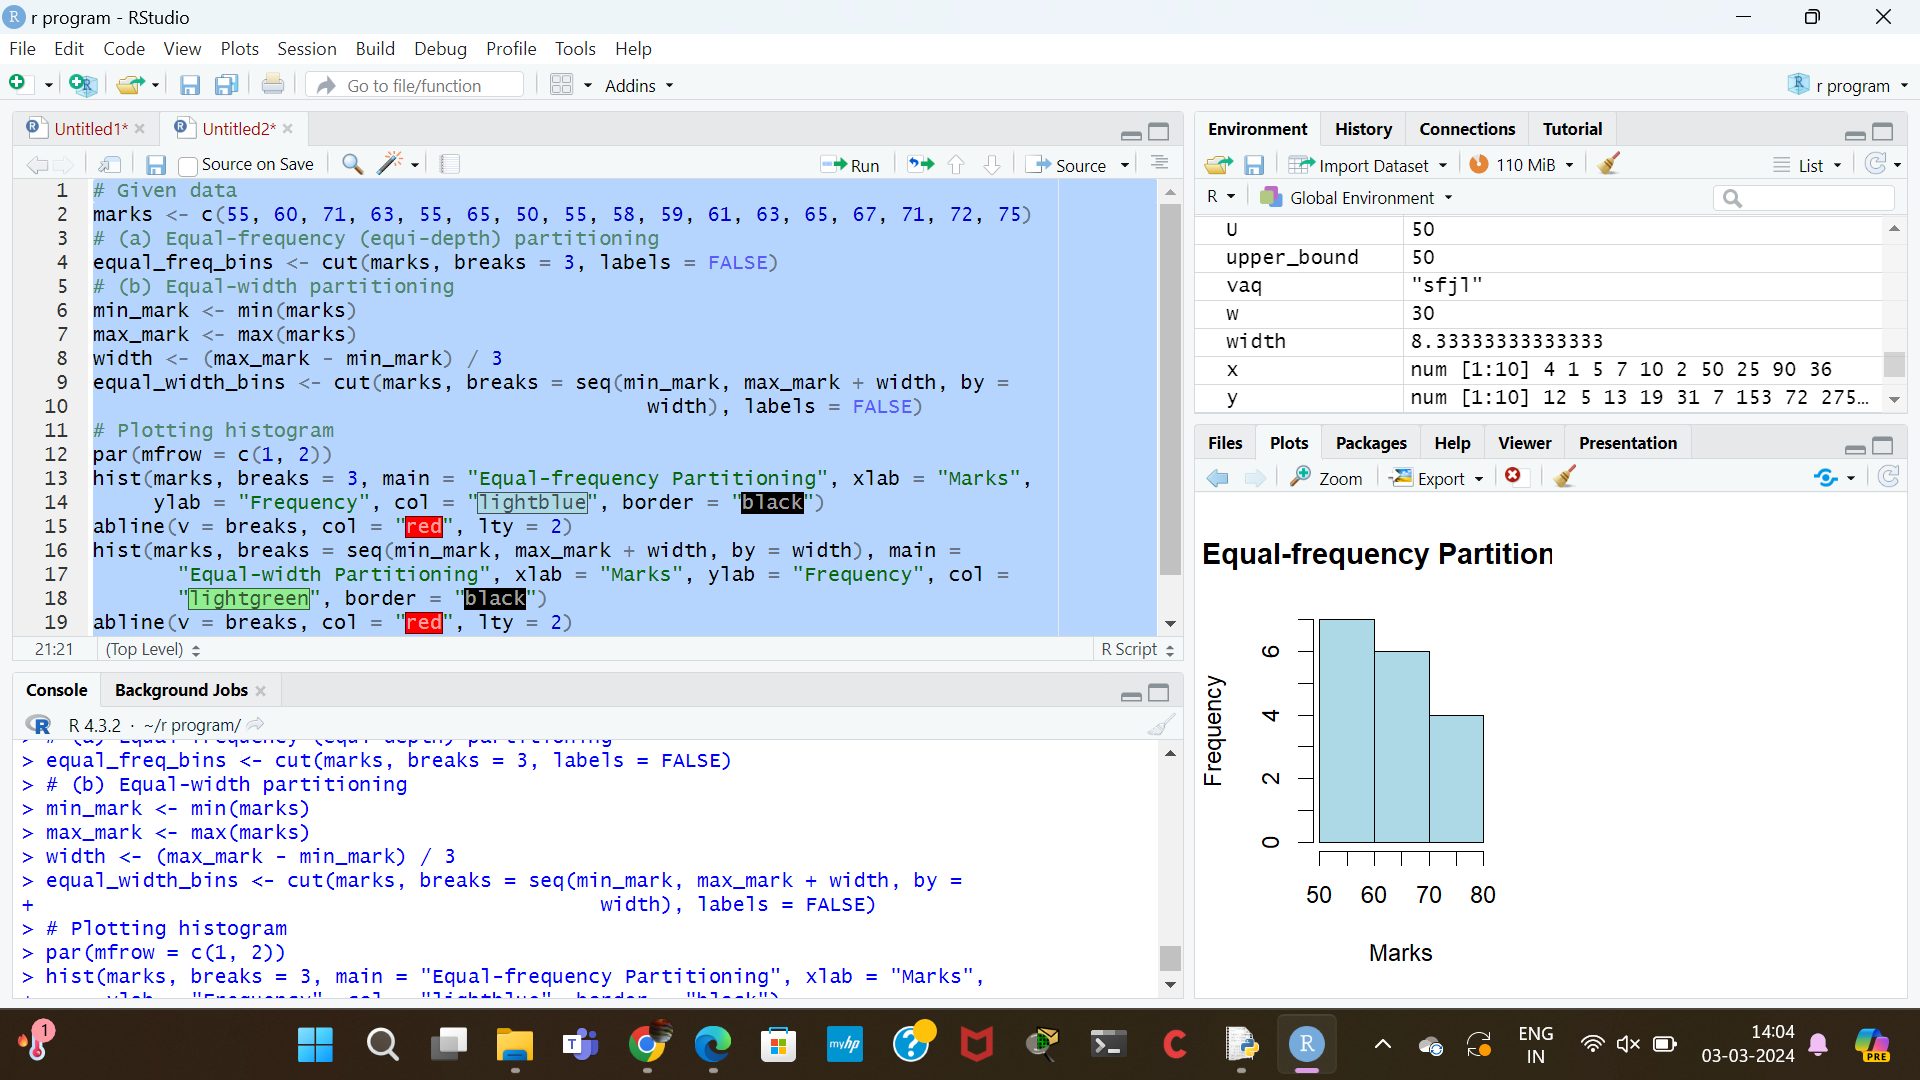 r program - RStudio
File Edit Code View Plots Session Build Debug Profile Tools Help
Go to file/function Addins r program
Untitled1* Untitled2*
Source on Save Run Source
1 # Given data
2 marks <- c(55, 60, 71, 63, 55, 65, 50, 55, 58, 59, 61, 63, 65, 67, 71, 72, 75)
3 # (a) Equal-frequency (equi-depth) partitioning
4 equal_freq_bins <- cut(marks, breaks = 3, labels = FALSE)
5 # (b) Equal-width partitioning
6 min_mark <- min(marks)
7 max_mark <- max(marks)
8 width <- (max_mark - min_mark) / 3
9 equal_width_bins <- cut(marks, breaks = seq(min_mark, max_mark + width, by =
10 width), labels = FALSE)
11 # Plotting histogram
12 par(mfrow = c(1, 2))
13 hist(marks, breaks = 3, main = "Equal-frequency Partitioning", xlab = "Marks",
14 ylab = "Frequency", col = "lightblue", border = "black")
15 abline(v = breaks, col = "red", lty = 2)
16 hist(marks, breaks = seq(min_mark, max_mark + width, by = width), main =
17 "Equal-width Partitioning", xlab = "Marks", ylab = "Frequency", col =
18 "lightgreen", border = "black")
19 abline(v = breaks, col = "red", lty = 2)
21:21 (Top Level) R Script
Console Background Jobs
R 4.3.2 · ~/r program/
> # (a) Equal-frequency (equi-depth) partitioning
> equal_freq_bins <- cut(marks, breaks = 3, labels = FALSE)
> # (b) Equal-width partitioning
> min_mark <- min(marks)
> max_mark <- max(marks)
> width <- (max_mark - min_mark) / 3
> equal_width_bins <- cut(marks, breaks = seq(min_mark, max_mark + width, by =
+ width), labels = FALSE)
> # Plotting histogram
> par(mfrow = c(1, 2))
> hist(marks, breaks = 3, main = "Equal-frequency Partitioning", xlab = "Marks",
+ ylab = "Frequency", col = "lightblue", border = "black")
Environment History Connections Tutorial
Import Dataset 110 MiB List
R Global Environment
U 50
upper_bound 50
vaq "sfjl"
w 30
width 8.33333333333333
x num [1:10] 4 1 5 7 10 2 50 25 90 36
y num [1:10] 12 5 13 19 31 7 153 72 275...
Files Plots Packages Help Viewer Presentation
Zoom Export
Equal-frequency Partition
Frequency
0 2 4 6
50 60 70 80
Marks
1
T
myhp
?
C
R
ENG
IN
14:04
03-03-2024
PRE